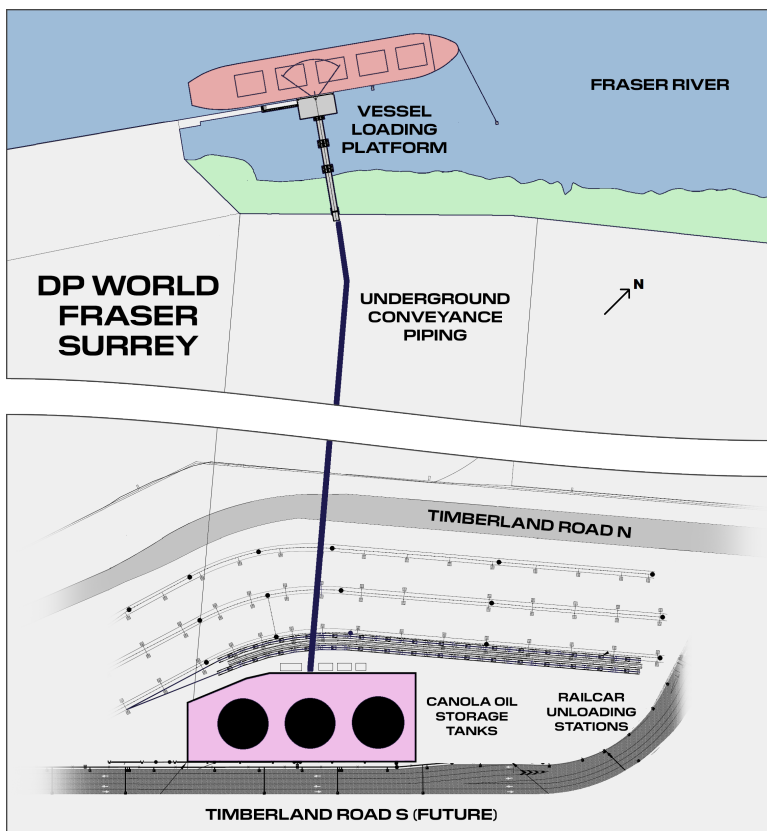 FRASER RIVER
VESSEL
LOADING
PLATFORM
DP WORLD
FRASER
SURREY
UNDERGROUND
CONVEYANCE
PIPING
N
TIMBERLAND ROAD N
CANOLA OIL
STORAGE
TANKS
RAILCAR
UNLOADING
STATIONS
TIMBERLAND ROAD S (FUTURE)